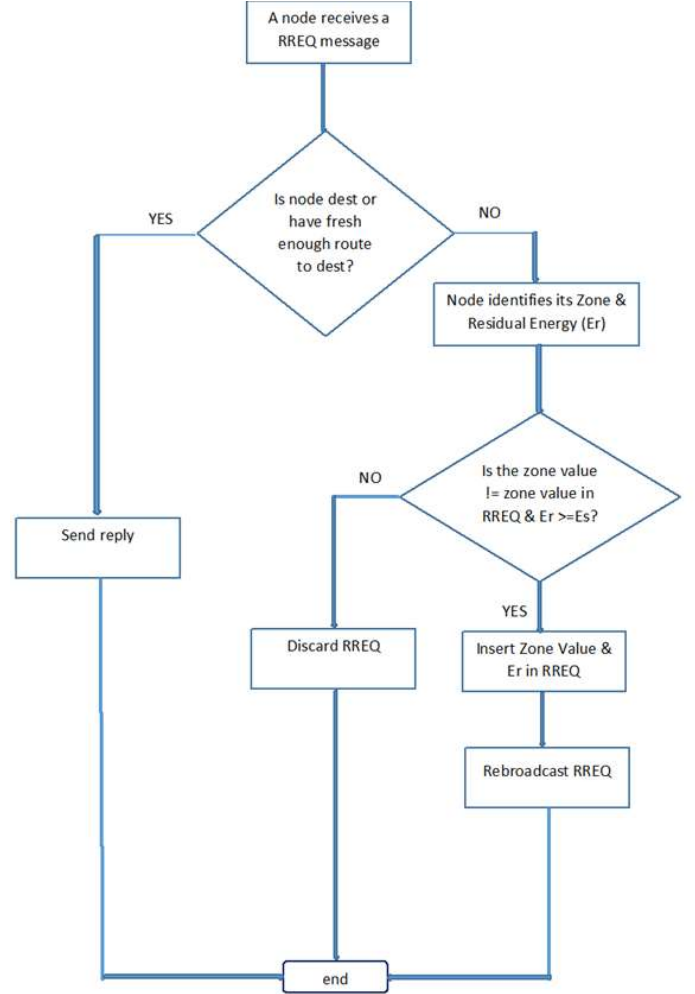 A node receives a
RREQ message
Is node dest or
have fresh
enough route
to dest?
YES
NO
Node identifies its Zone &
Residual Energy (Er)
Is the zone value
!= zone value in
RREQ & Er >=Es?
NO
YES
Send reply
Discard RREQ
Insert Zone Value &
Er in RREQ
Rebroadcast RREQ
end